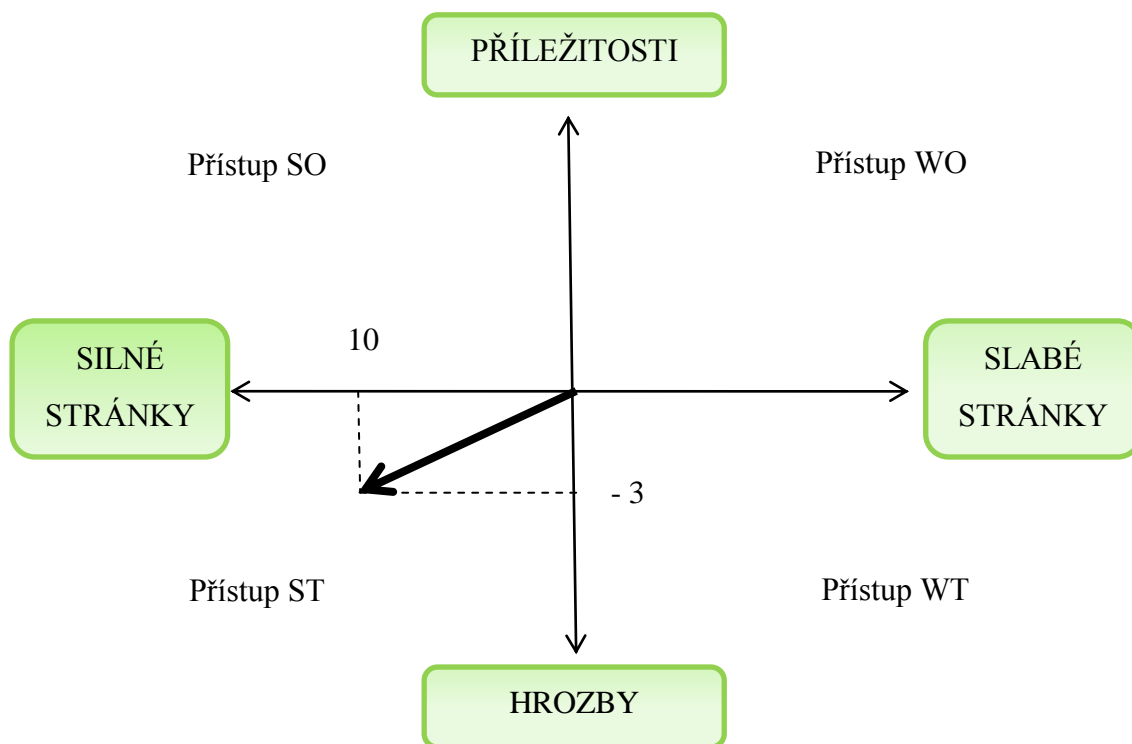 PŘÍLEŽITOSTI
Přístup SO
Přístup WO
10
SILNÉ
STRÁNKY
SLABÉ
STRÁNKY
- 3
Přístup ST
Přístup WT
HROZBY